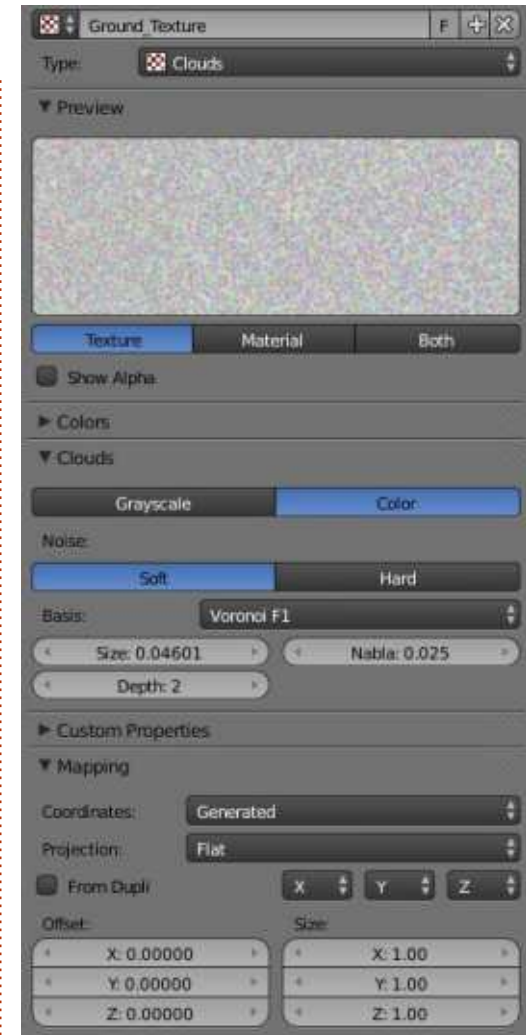 Ground_Texture F
Type: Clouds
Preview
Texture Material Both
Show Alpha
Colors
Clouds
Grayscale Color
Noise:
Soft Hard
Basis: Voronoi F1
Size: 0.04601 Nabla: 0.025
Depth: 2
Custom Properties
Mapping
Coordinates: Generated
Projection: Flat
From Dupli X Y Z
Offset: Size:
X: 0.00000 X: 1.00
Y: 0.00000 Y: 1.00
Z: 0.00000 Z: 1.00